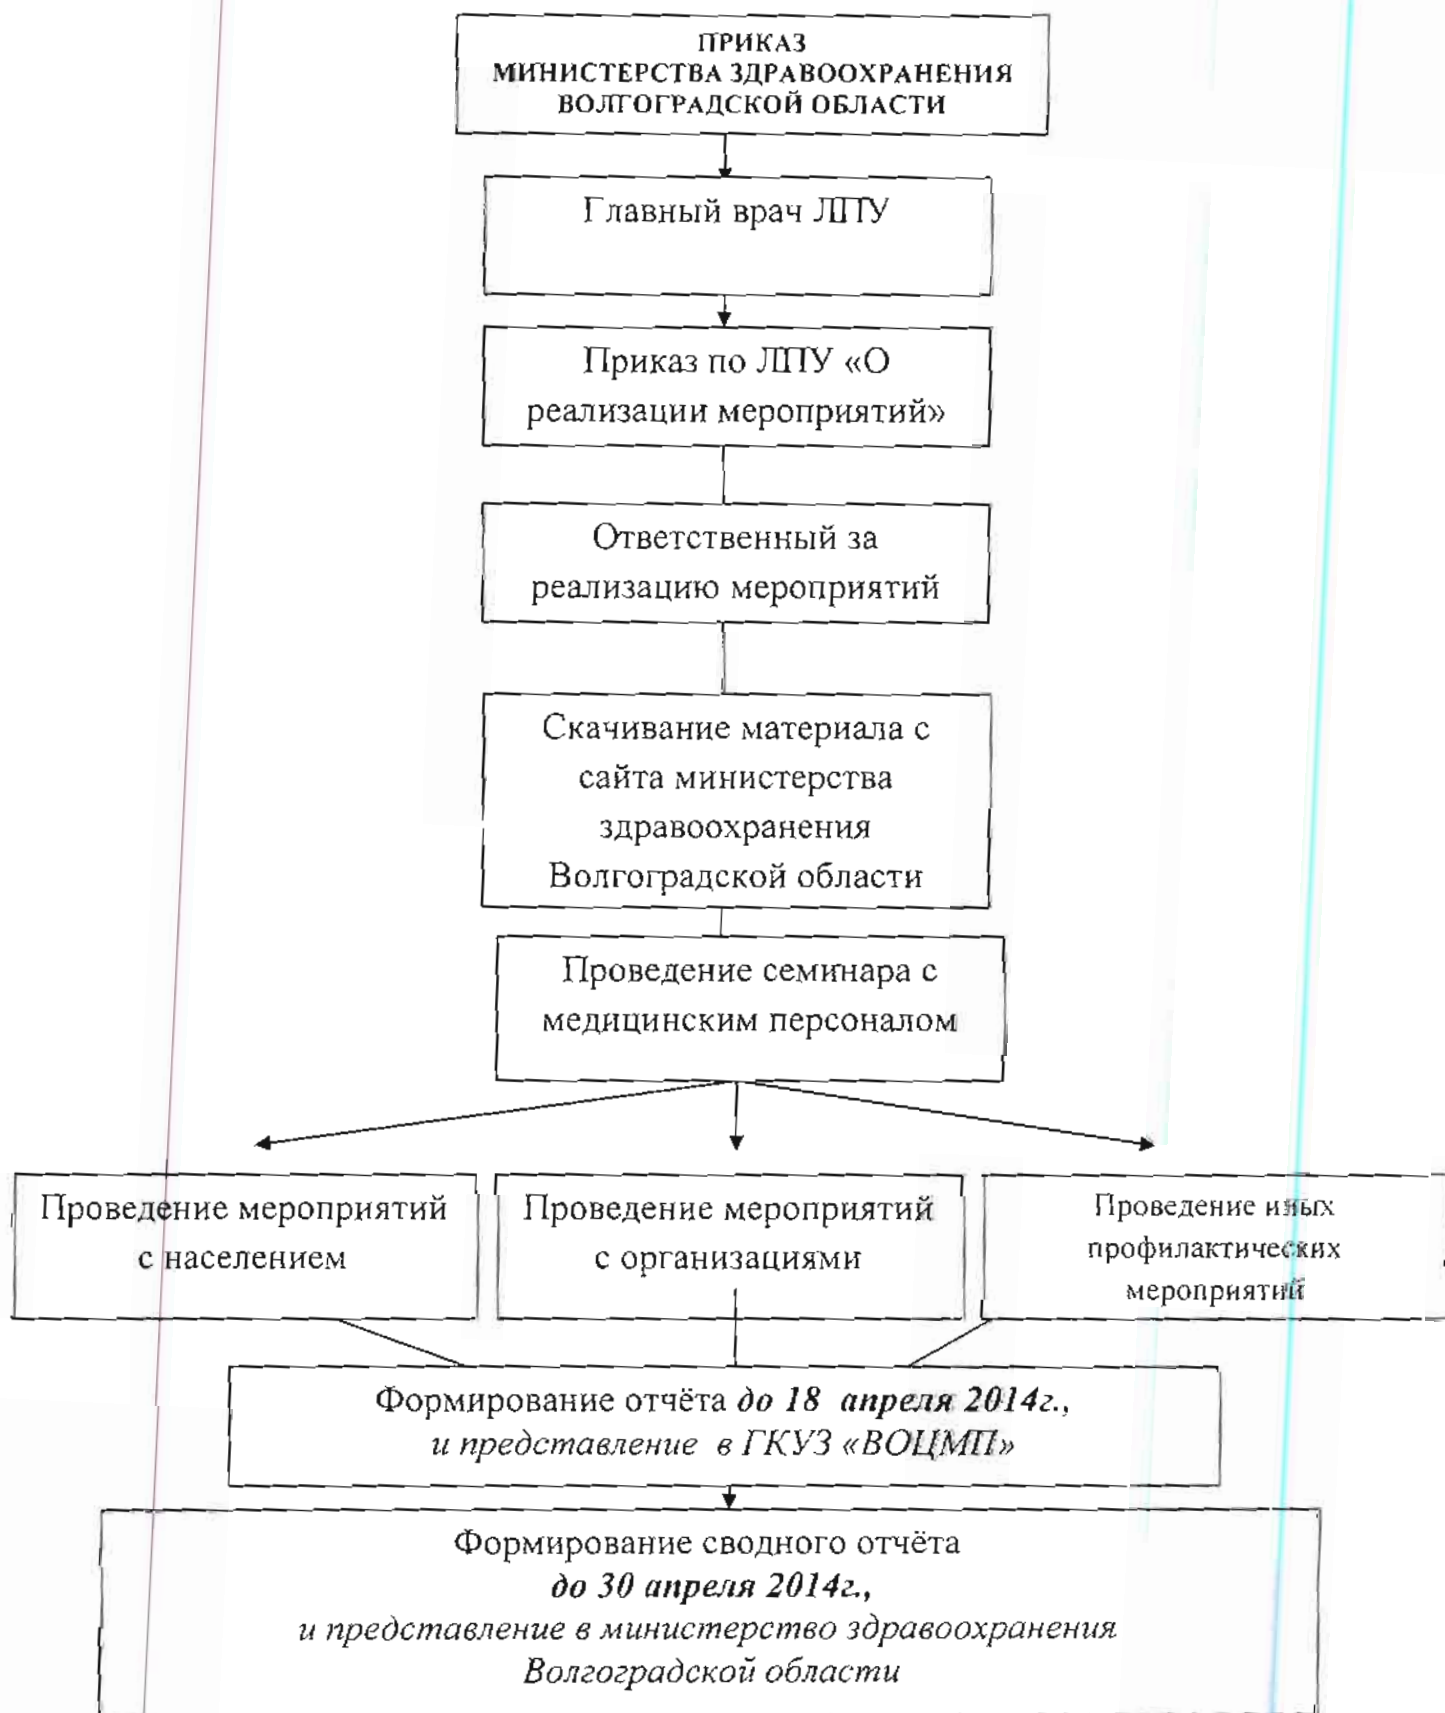 ПРИКАЗ
МИНИСТЕРСТВА ЗДРАВООХРАНЕНИЯ
ВОЛГОГРАДСКОЙ ОБЛАСТИ
Главный врач ЛПУ
Приказ по ЛПУ «О
реализации мероприятий»
Ответственный за
реализацию мероприятий
Скачивание материала с
сайта министерства
здравоохранения
Волгоградской области
Проведение семинара с
медицинским персоналом
Проведение мероприятий
с населением
Проведение мероприятий
с организациями
Проведение иных
профилактических
мероприятий
Формирование отчёта до 18 апреля 2014г.,
и представление в ГКУЗ «ВОЦМП»
Формирование сводного отчёта
до 30 апреля 2014г.,
и представление в министерство здравоохранения
Волгоградской области